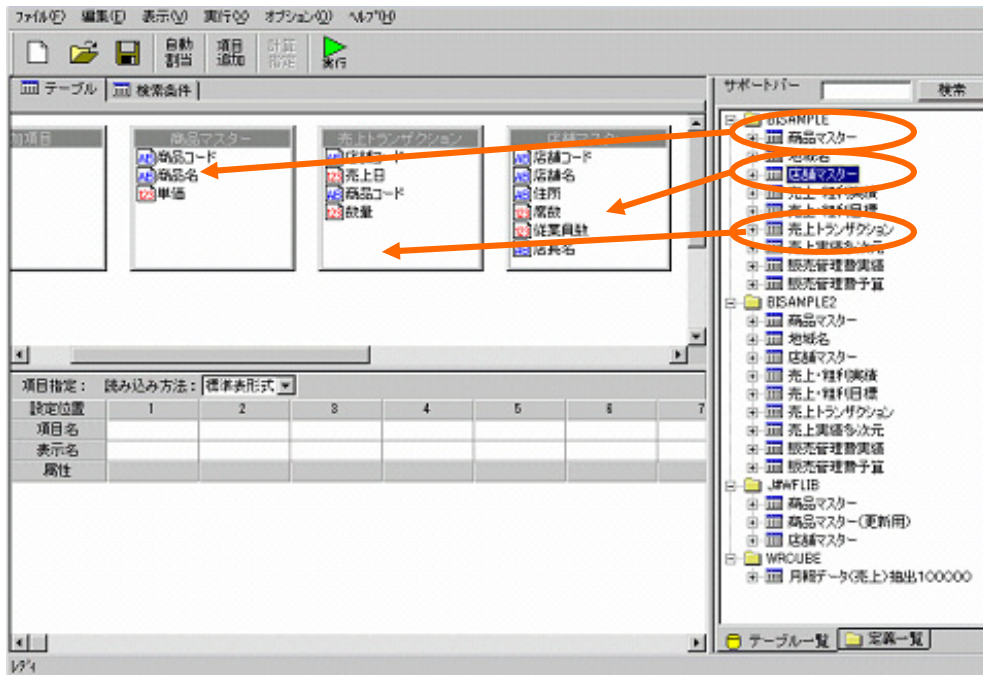 ファイル(F) 編集(E) 表示(V) 実行(X) オプション(O) ヘルプ(H)
自動割当 項目追加 計算指定 実行
テーブル 検索条件
加項目
商品マスター
商品コード
商品名
単価
売上トランザクション
店舗コード
売上日
商品コード
数量
店舗マスター
店舗コード
店舗名
住所
席数
従業員数
店長名
項目指定： 読み込み方法： 標準表形式
設定位置 1 2 3 4 5 6 7
項目名
表示名
属性
レディ
サポートバー 検索
BISAMPLE
商品マスター
地域名
店舗マスター
売上・粗利実績
売上・粗利目標
売上トランザクション
売上実績多次元
販売管理費実績
販売管理費予算
BISAMPLE2
商品マスター
地域名
店舗マスター
売上・粗利実績
売上・粗利目標
売上トランザクション
売上実績多次元
販売管理費実績
販売管理費予算
J#WFLIB
商品マスター
商品マスター(更新用)
店舗マスター
WRCUBE
月報データ(売上)抽出100000
テーブル一覧 定義一覧